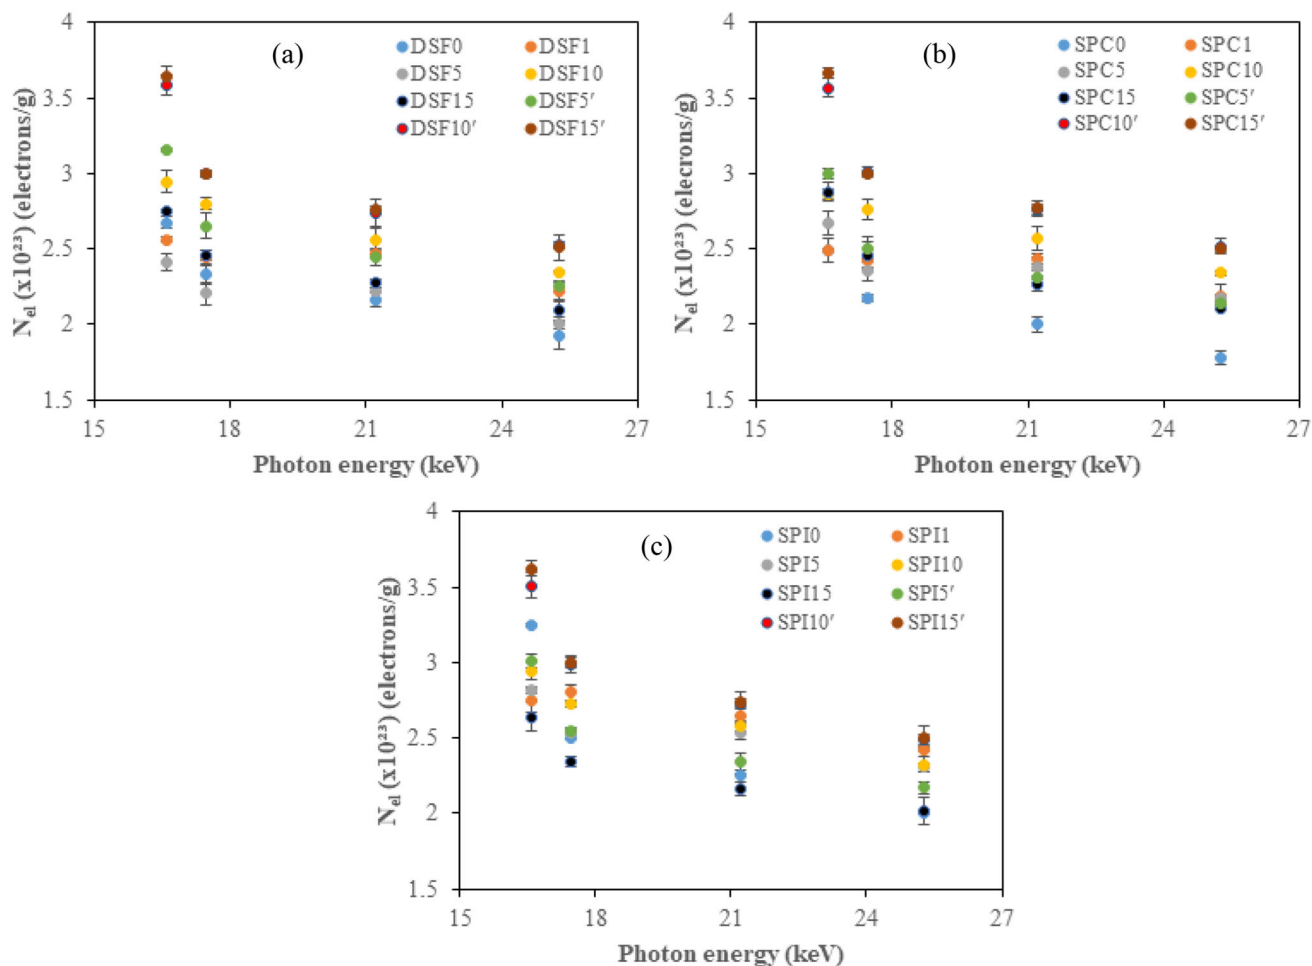 (a)
DSF0 DSF1
DSF5 DSF10
DSF15 DSF5′
DSF10′ DSF15′
N_el (x10²³) (electrons/g)
4
3.5
3
2.5
2
1.5
15 18 21 24 27
Photon energy (keV)
(b)
SPC0 SPC1
SPC5 SPC10
SPC15 SPC5′
SPC10′ SPC15′
N_el (x10²³) (elecrons/g)
4
3.5
3
2.5
2
1.5
15 18 21 24 27
Photon energy (keV)
(c)
SPI0 SPI1
SPI5 SPI10
SPI15 SPI5′
SPI10′ SPI15′
N_el (x10²³) (electrons/g)
4
3.5
3
2.5
2
1.5
15 18 21 24 27
Photon energy (keV)